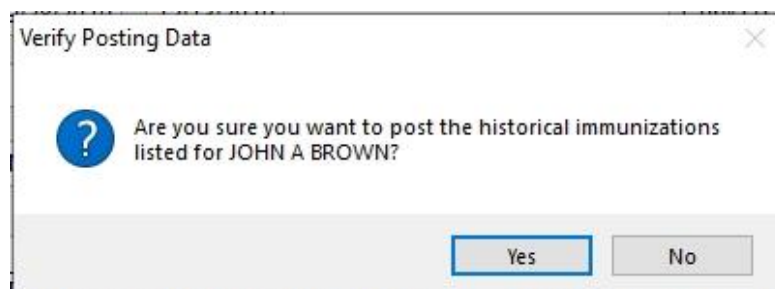 Verify Posting Data
?
Are you sure you want to post the historical immunizations
listed for JOHN A BROWN?
Yes
No